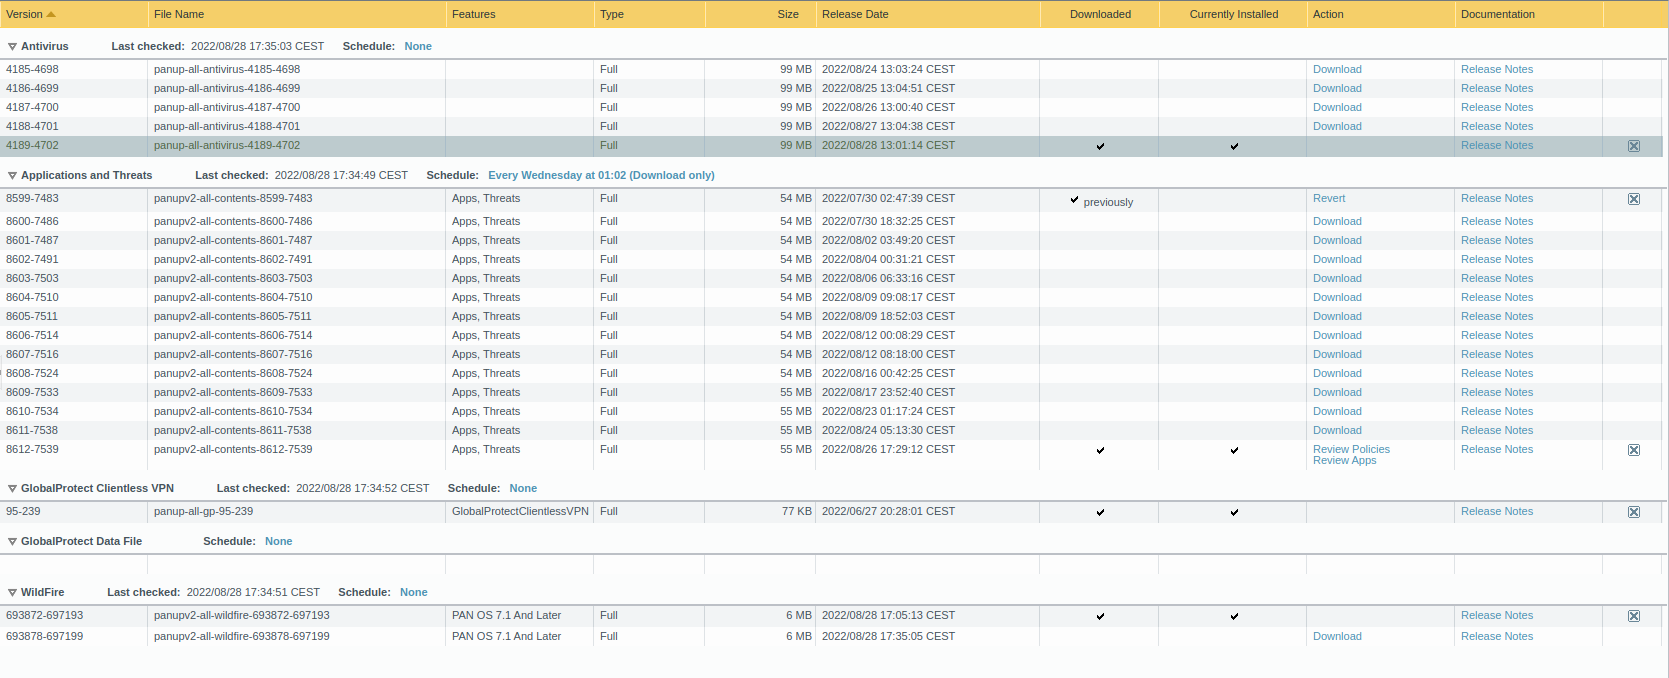 Version File Name Features Type Size Release Date Downloaded Currently Installed Action Documentation
Antivirus Last checked: 2022/08/28 17:35:03 CEST Schedule: None
4185-4698 panup-all-antivirus-4185-4698 Full 99 MB 2022/08/24 13:03:24 CEST Download Release Notes
4186-4699 panup-all-antivirus-4186-4699 Full 99 MB 2022/08/25 13:04:51 CEST Download Release Notes
4187-4700 panup-all-antivirus-4187-4700 Full 99 MB 2022/08/26 13:00:40 CEST Download Release Notes
4188-4701 panup-all-antivirus-4188-4701 Full 99 MB 2022/08/27 13:04:38 CEST Download Release Notes
4189-4702 panup-all-antivirus-4189-4702 Full 99 MB 2022/08/28 13:01:14 CEST Release Notes
Applications and Threats Last checked: 2022/08/28 17:34:49 CEST Schedule: Every Wednesday at 01:02 (Download only)
8599-7483 panupv2-all-contents-8599-7483 Apps, Threats Full 54 MB 2022/07/30 02:47:39 CEST previously Revert Release Notes
8600-7486 panupv2-all-contents-8600-7486 Apps, Threats Full 54 MB 2022/07/30 18:32:25 CEST Download Release Notes
8601-7487 panupv2-all-contents-8601-7487 Apps, Threats Full 54 MB 2022/08/02 03:49:20 CEST Download Release Notes
8602-7491 panupv2-all-contents-8602-7491 Apps, Threats Full 54 MB 2022/08/04 00:31:21 CEST Download Release Notes
8603-7503 panupv2-all-contents-8603-7503 Apps, Threats Full 54 MB 2022/08/06 06:33:16 CEST Download Release Notes
8604-7510 panupv2-all-contents-8604-7510 Apps, Threats Full 54 MB 2022/08/09 09:08:17 CEST Download Release Notes
8605-7511 panupv2-all-contents-8605-7511 Apps, Threats Full 54 MB 2022/08/09 18:52:03 CEST Download Release Notes
8606-7514 panupv2-all-contents-8606-7514 Apps, Threats Full 54 MB 2022/08/12 00:08:29 CEST Download Release Notes
8607-7516 panupv2-all-contents-8607-7516 Apps, Threats Full 54 MB 2022/08/12 08:18:00 CEST Download Release Notes
8608-7524 panupv2-all-contents-8608-7524 Apps, Threats Full 54 MB 2022/08/16 00:42:25 CEST Download Release Notes
8609-7533 panupv2-all-contents-8609-7533 Apps, Threats Full 55 MB 2022/08/17 23:52:40 CEST Download Release Notes
8610-7534 panupv2-all-contents-8610-7534 Apps, Threats Full 55 MB 2022/08/23 01:17:24 CEST Download Release Notes
8611-7538 panupv2-all-contents-8611-7538 Apps, Threats Full 55 MB 2022/08/24 05:13:30 CEST Download Release Notes
8612-7539 panupv2-all-contents-8612-7539 Apps, Threats Full 55 MB 2022/08/26 17:29:12 CEST Review Policies Release Notes
Review Apps
GlobalProtect Clientless VPN Last checked: 2022/08/28 17:34:52 CEST Schedule: None
95-239 panup-all-gp-95-239 GlobalProtectClientlessVPN Full 77 KB 2022/06/27 20:28:01 CEST Release Notes
GlobalProtect Data File Schedule: None
WildFire Last checked: 2022/08/28 17:34:51 CEST Schedule: None
693872-697193 panupv2-all-wildfire-693872-697193 PAN OS 7.1 And Later Full 6 MB 2022/08/28 17:05:13 CEST Release Notes
693878-697199 panupv2-all-wildfire-693878-697199 PAN OS 7.1 And Later Full 6 MB 2022/08/28 17:35:05 CEST Download Release Notes